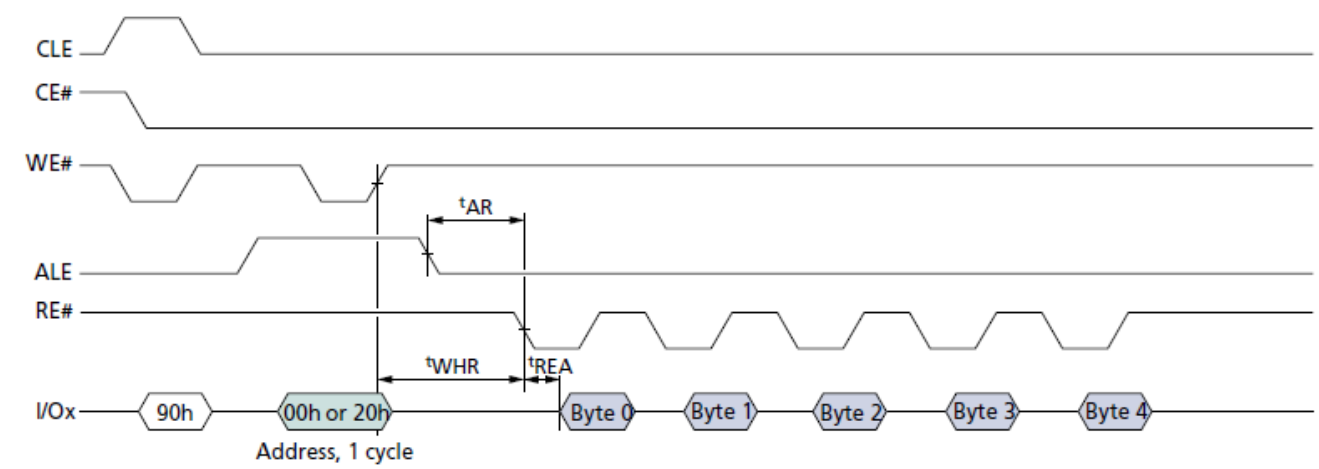 CLE
CE#
WE#
tAR
ALE
RE#
tWHR
tREA
I/Ox
90h
00h or 20h
Byte 0
Byte 1
Byte 2
Byte 3
Byte 4
Address, 1 cycle